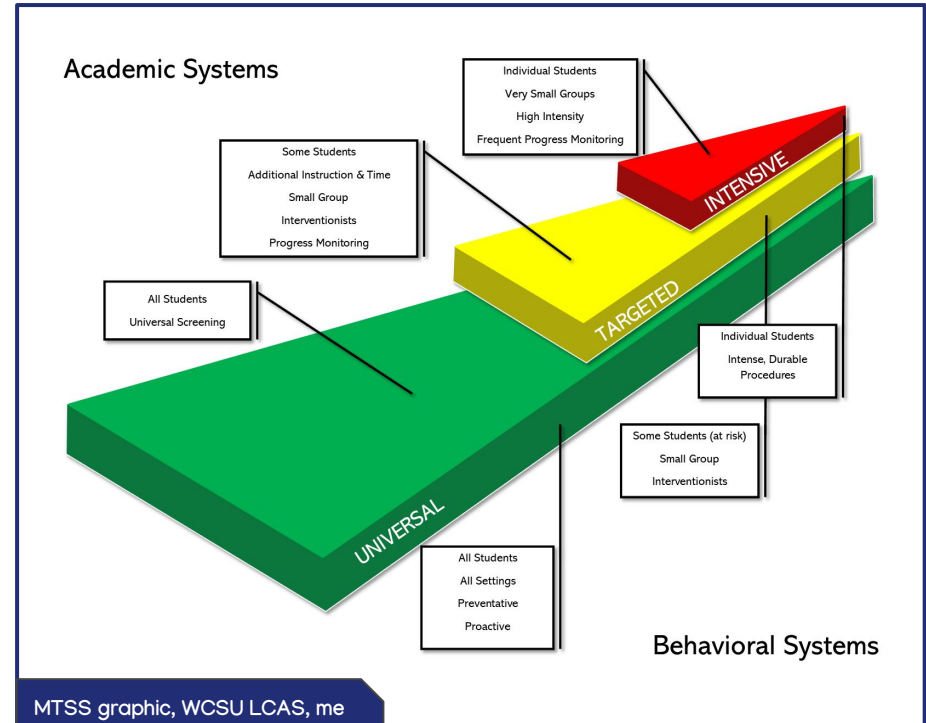 Academic Systems
Individual Students
Very Small Groups
High Intensity
Frequent Progress Monitoring
Some Students
Additional Instruction & Time
Small Group
Interventionists
Progress Monitoring
All Students
Universal Screening
INTENSIVE
TARGETED
UNIVERSAL
Individual Students
Intense, Durable
Procedures
Some Students (at risk)
Small Group
Interventionists
All Students
All Settings
Preventative
Proactive
Behavioral Systems
MTSS graphic, WCSU LCAS, me